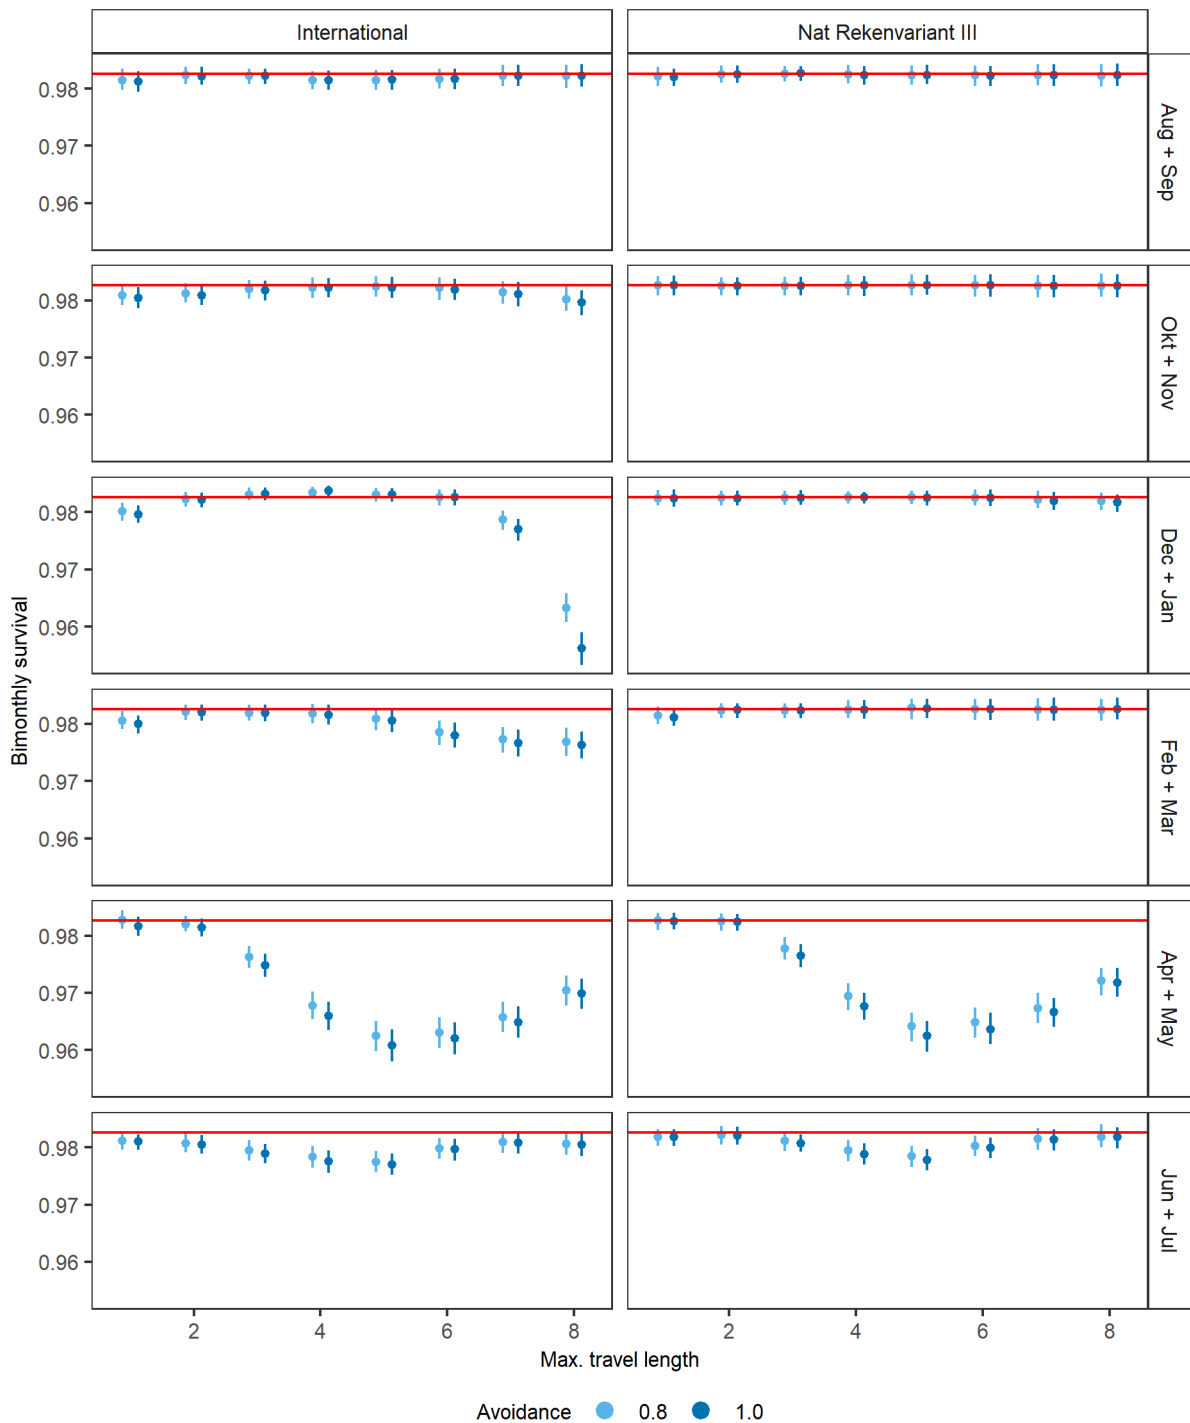 International
Nat Rekenvariant III
0.98
0.97
0.96
Aug + Sep
0.98
0.97
0.96
Okt + Nov
0.98
0.97
0.96
Dec + Jan
0.98
0.97
0.96
Feb + Mar
0.98
0.97
0.96
Apr + May
0.98
0.97
0.96
Jun + Jul
Bimonthly survival
2 4 6 8 2 4 6 8
Max. travel length
Avoidance 0.8 1.0